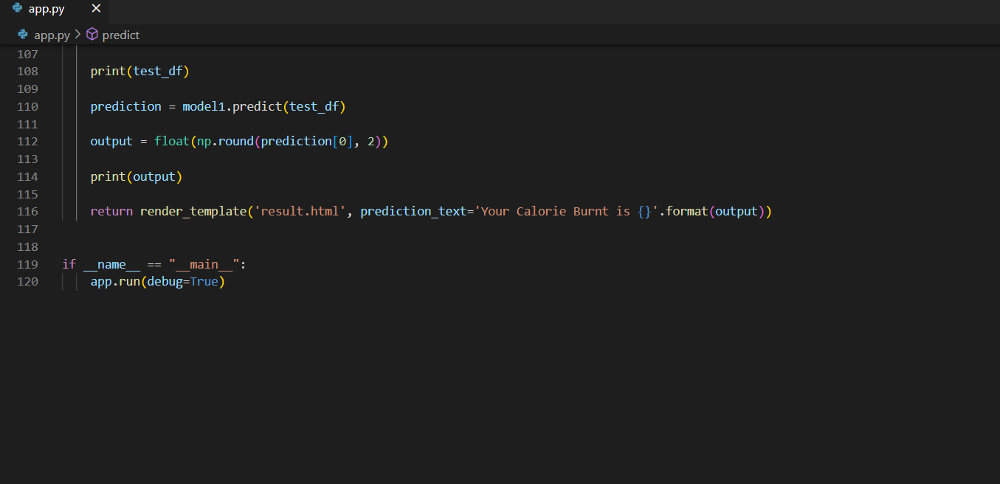 app.py
app.py > predict
107
108 print(test_df)
109
110 prediction = model1.predict(test_df)
111
112 output = float(np.round(prediction[0], 2))
113
114 print(output)
115
116 return render_template('result.html', prediction_text='Your Calorie Burnt is {}'.format(output))
117
118
119 if __name__ == "__main__":
120 app.run(debug=True)